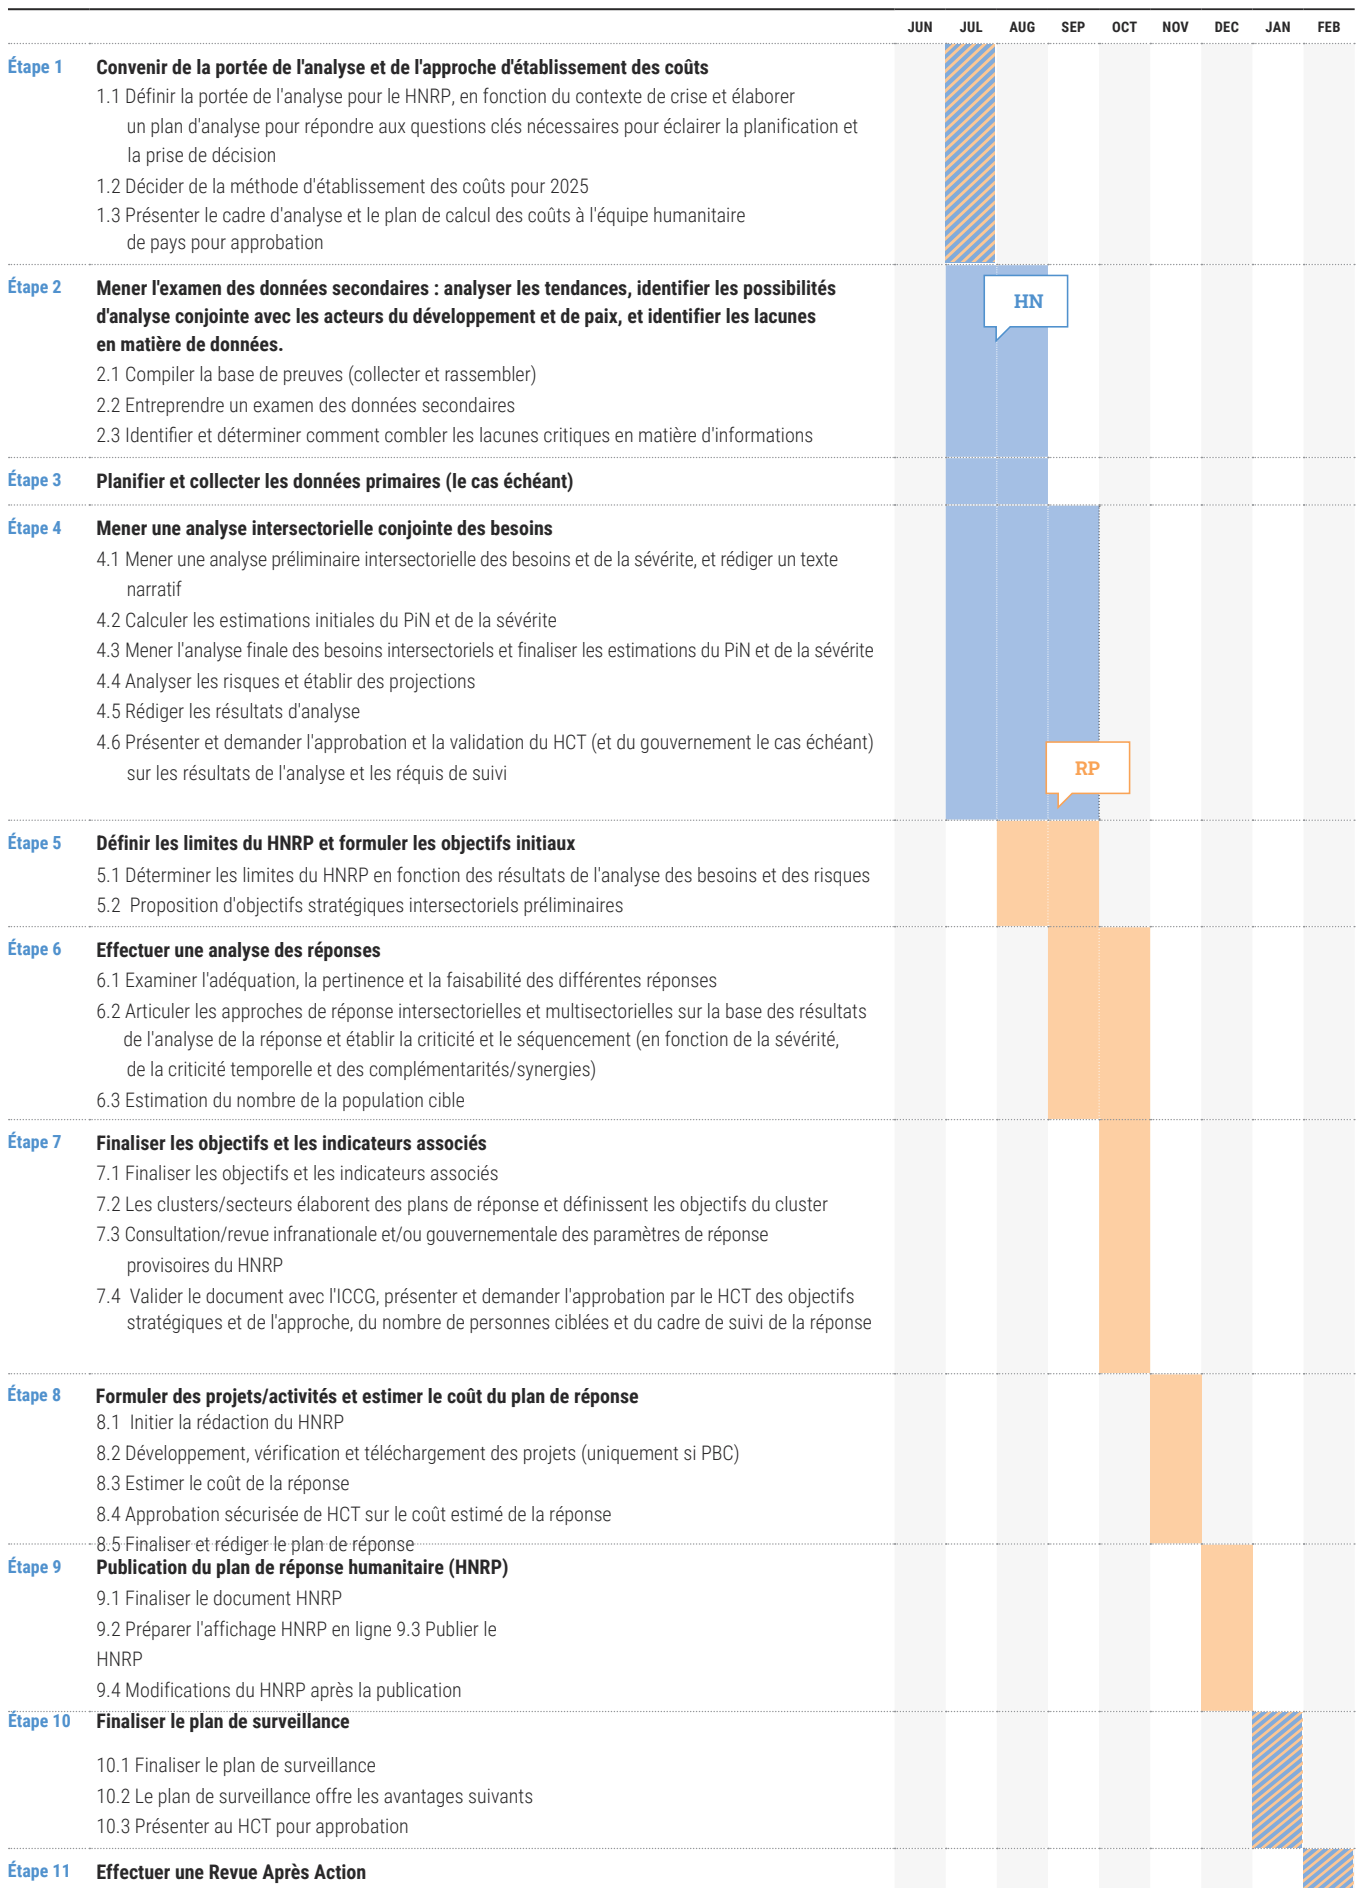 JUN JUL AUG SEP OCT NOV DEC JAN FEB
Étape 1 Convenir de la portée de l'analyse et de l'approche d'établissement des coûts
1.1 Définir la portée de l'analyse pour le HNRP, en fonction du contexte de crise et élaborer
un plan d'analyse pour répondre aux questions clés nécessaires pour éclairer la planification et
la prise de décision
1.2 Décider de la méthode d'établissement des coûts pour 2025
1.3 Présenter le cadre d'analyse et le plan de calcul des coûts à l'équipe humanitaire
de pays pour approbation
Étape 2 Mener l'examen des données secondaires : analyser les tendances, identifier les possibilités
HN
d'analyse conjointe avec les acteurs du développement et de paix, et identifier les lacunes
en matière de données.
2.1 Compiler la base de preuves (collecter et rassembler)
2.2 Entreprendre un examen des données secondaires
2.3 Identifier et déterminer comment combler les lacunes critiques en matière d'informations
Étape 3 Planifier et collecter les données primaires (le cas échéant)
Étape 4 Mener une analyse intersectorielle conjointe des besoins
4.1 Mener une analyse préliminaire intersectorielle des besoins et de la sévérite, et rédiger un texte
narratif
4.2 Calculer les estimations initiales du PiN et de la sévérite
4.3 Mener l'analyse finale des besoins intersectoriels et finaliser les estimations du PiN et de la sévérite
4.4 Analyser les risques et établir des projections
4.5 Rédiger les résultats d'analyse
4.6 Présenter et demander l'approbation et la validation du HCT (et du gouvernement le cas échéant)
sur les résultats de l'analyse et les réquis de suivi
RP
Étape 5 Définir les limites du HNRP et formuler les objectifs initiaux
5.1 Déterminer les limites du HNRP en fonction des résultats de l'analyse des besoins et des risques
5.2 Proposition d'objectifs stratégiques intersectoriels préliminaires
Étape 6 Effectuer une analyse des réponses
6.1 Examiner l'adéquation, la pertinence et la faisabilité des différentes réponses
6.2 Articuler les approches de réponse intersectorielles et multisectorielles sur la base des résultats
de l'analyse de la réponse et établir la criticité et le séquencement (en fonction de la sévérité,
de la criticité temporelle et des complémentarités/synergies)
6.3 Estimation du nombre de la population cible
Étape 7 Finaliser les objectifs et les indicateurs associés
7.1 Finaliser les objectifs et les indicateurs associés
7.2 Les clusters/secteurs élaborent des plans de réponse et définissent les objectifs du cluster
7.3 Consultation/revue infranationale et/ou gouvernementale des paramètres de réponse
provisoires du HNRP
7.4 Valider le document avec l'ICCG, présenter et demander l'approbation par le HCT des objectifs
stratégiques et de l'approche, du nombre de personnes ciblées et du cadre de suivi de la réponse
Étape 8 Formuler des projets/activités et estimer le coût du plan de réponse
8.1 Initier la rédaction du HNRP
8.2 Développement, vérification et téléchargement des projets (uniquement si PBC)
8.3 Estimer le coût de la réponse
8.4 Approbation sécurisée de HCT sur le coût estimé de la réponse
8.5 Finaliser et rédiger le plan de réponse
Étape 9 Publication du plan de réponse humanitaire (HNRP)
9.1 Finaliser le document HNRP
9.2 Préparer l'affichage HNRP en ligne 9.3 Publier le
HNRP
9.4 Modifications du HNRP après la publication
Étape 10 Finaliser le plan de surveillance
10.1 Finaliser le plan de surveillance
10.2 Le plan de surveillance offre les avantages suivants
10.3 Présenter au HCT pour approbation
Étape 11 Effectuer une Revue Après Action